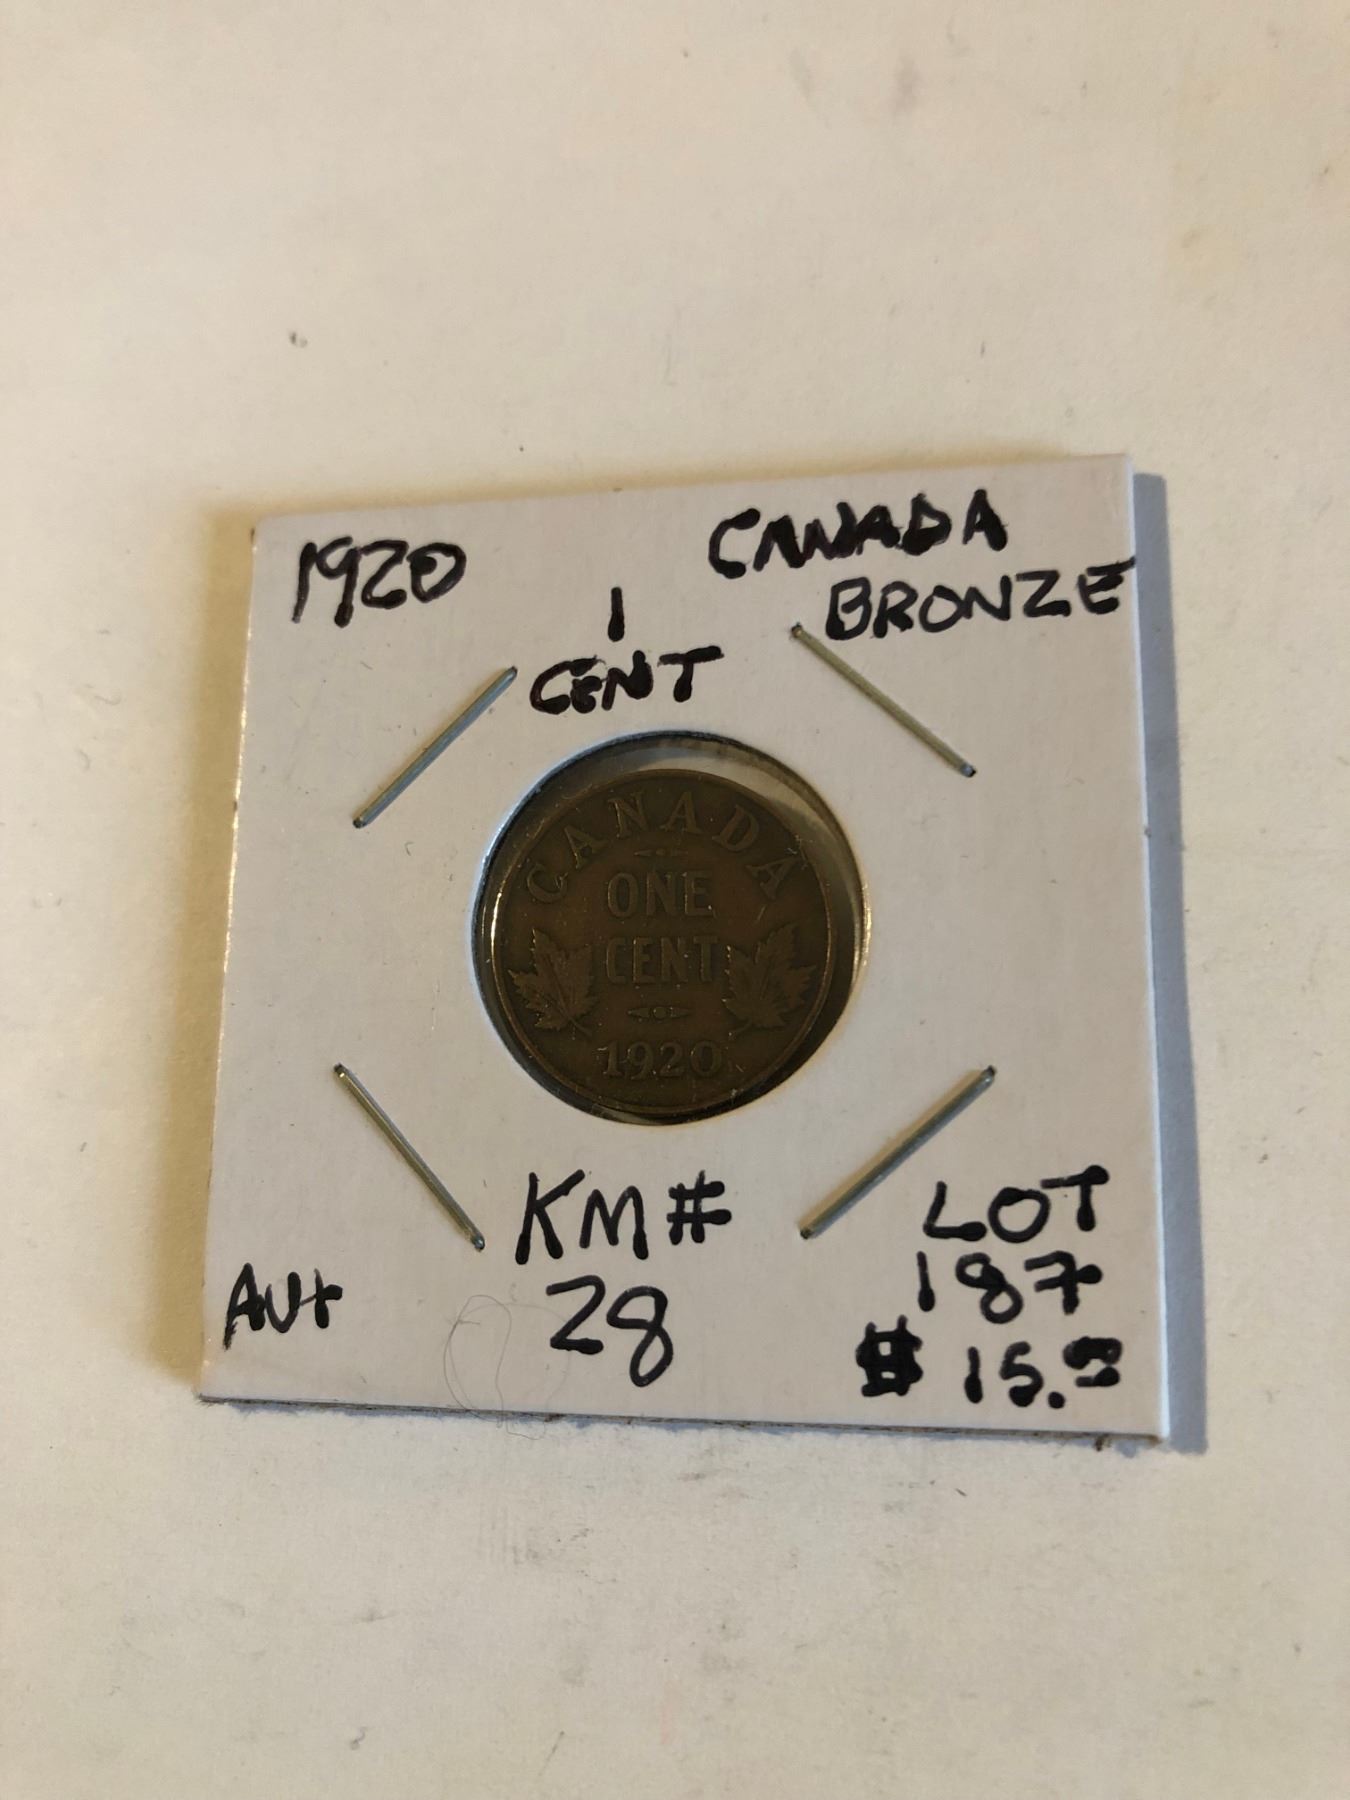 1920
1
CENT
CANADA
BRONZE
CANADA
ONE
CENT
1920
KM#
28
AU+
LOT
187
$15.00